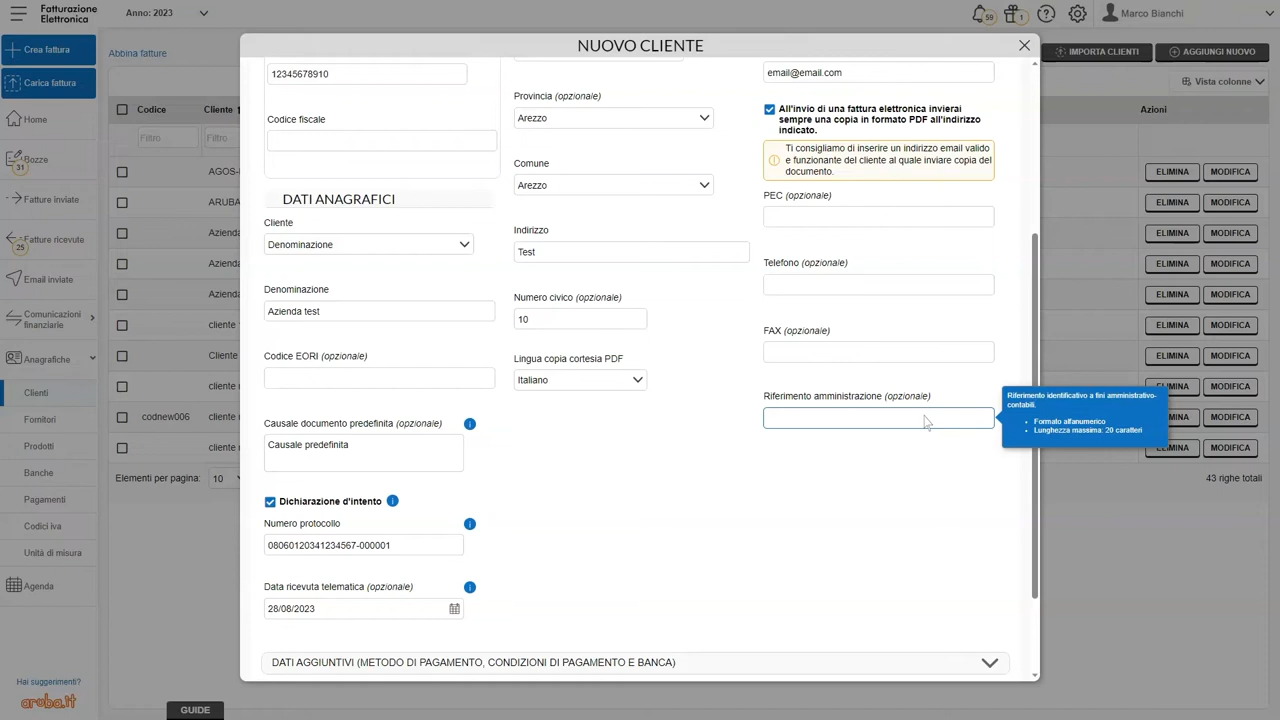 Fatturazione
Elettronica
Anno: 2023
59
1
Marco Bianchi
Crea fattura
Carica fattura
Home
Bozze
31
Fatture inviate
Fatture ricevute
25
Email inviate
Comunicazioni
finanziarie
Anagrafiche
Clienti
Fornitori
Prodotti
Banche
Pagamenti
Codici iva
Unità di misura
Agenda
Hai suggerimenti?
aruba.it
Abbina fatture
IMPORTA CLIENTI
AGGIUNGI NUOVO
Vista colonne
Codice
Cliente
Azioni
Filtro
Filtro
AGOS-
ELIMINA
MODIFICA
ARUBA
ELIMINA
MODIFICA
Azienda
ELIMINA
MODIFICA
Azienda
ELIMINA
MODIFICA
Azienda
ELIMINA
MODIFICA
cliente
ELIMINA
MODIFICA
Cliente
ELIMINA
MODIFICA
cliente
ELIMINA
MODIFICA
codnew006
cliente
ELIMINA
MODIFICA
cliente
ELIMINA
MODIFICA
Elementi per pagina:
10
43 righe totali
GUIDE
NUOVO CLIENTE
12345678910
Codice fiscale
DATI ANAGRAFICI
Cliente
Denominazione
Denominazione
Azienda test
Codice EORI (opzionale)
Causale documento predefinita (opzionale)
Causale predefinita
Dichiarazione d'intento
Numero protocollo
08060120341234567-000001
Data ricevuta telematica (opzionale)
28/08/2023
Provincia (opzionale)
Arezzo
Comune
Arezzo
Indirizzo
Test
Numero civico (opzionale)
10
Lingua copia cortesia PDF
Italiano
email@email.com
All'invio di una fattura elettronica invierai
sempre una copia in formato PDF all'indirizzo
indicato.
Ti consigliamo di inserire un indirizzo email valido
e funzionante del cliente al quale inviare copia del
documento.
PEC (opzionale)
Telefono (opzionale)
FAX (opzionale)
Riferimento amministrazione (opzionale)
Riferimento identificativo a fini amministrativo-
contabili.
Formato alfanumerico
Lunghezza massima: 20 caratteri
DATI AGGIUNTIVI (METODO DI PAGAMENTO, CONDIZIONI DI PAGAMENTO E BANCA)